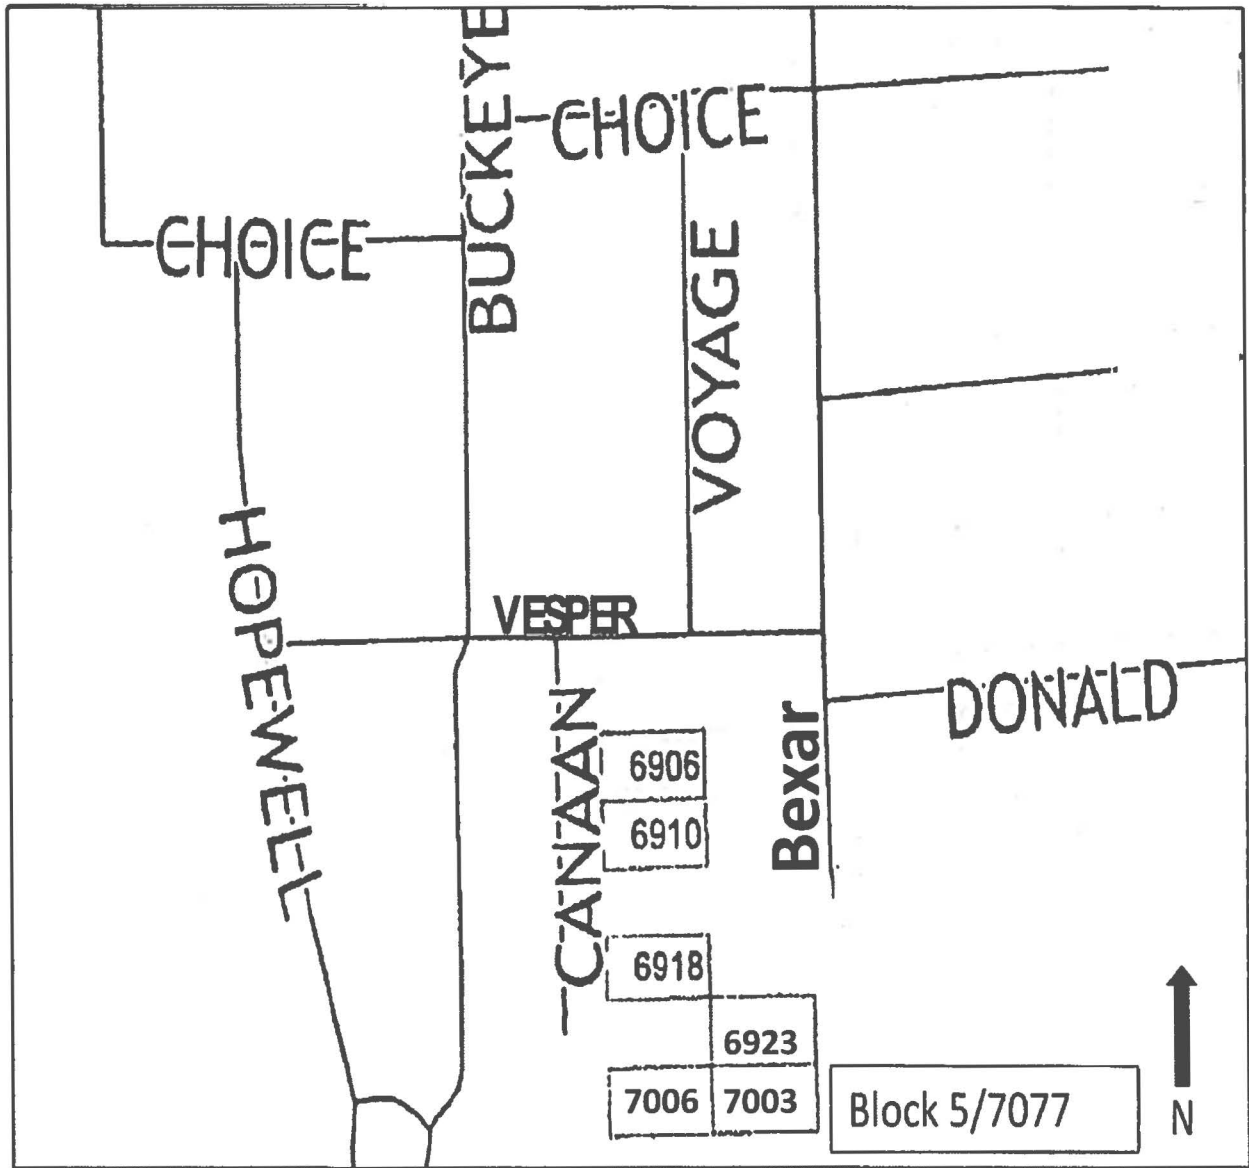 BUCKEYE
CHOICE
CHOICE
VOYAGE
HOPEWELL
VESPER
CANAAN
DONALD
Bexar
6906
6910
6918
6923
7006
7003
Block 5/7077
N